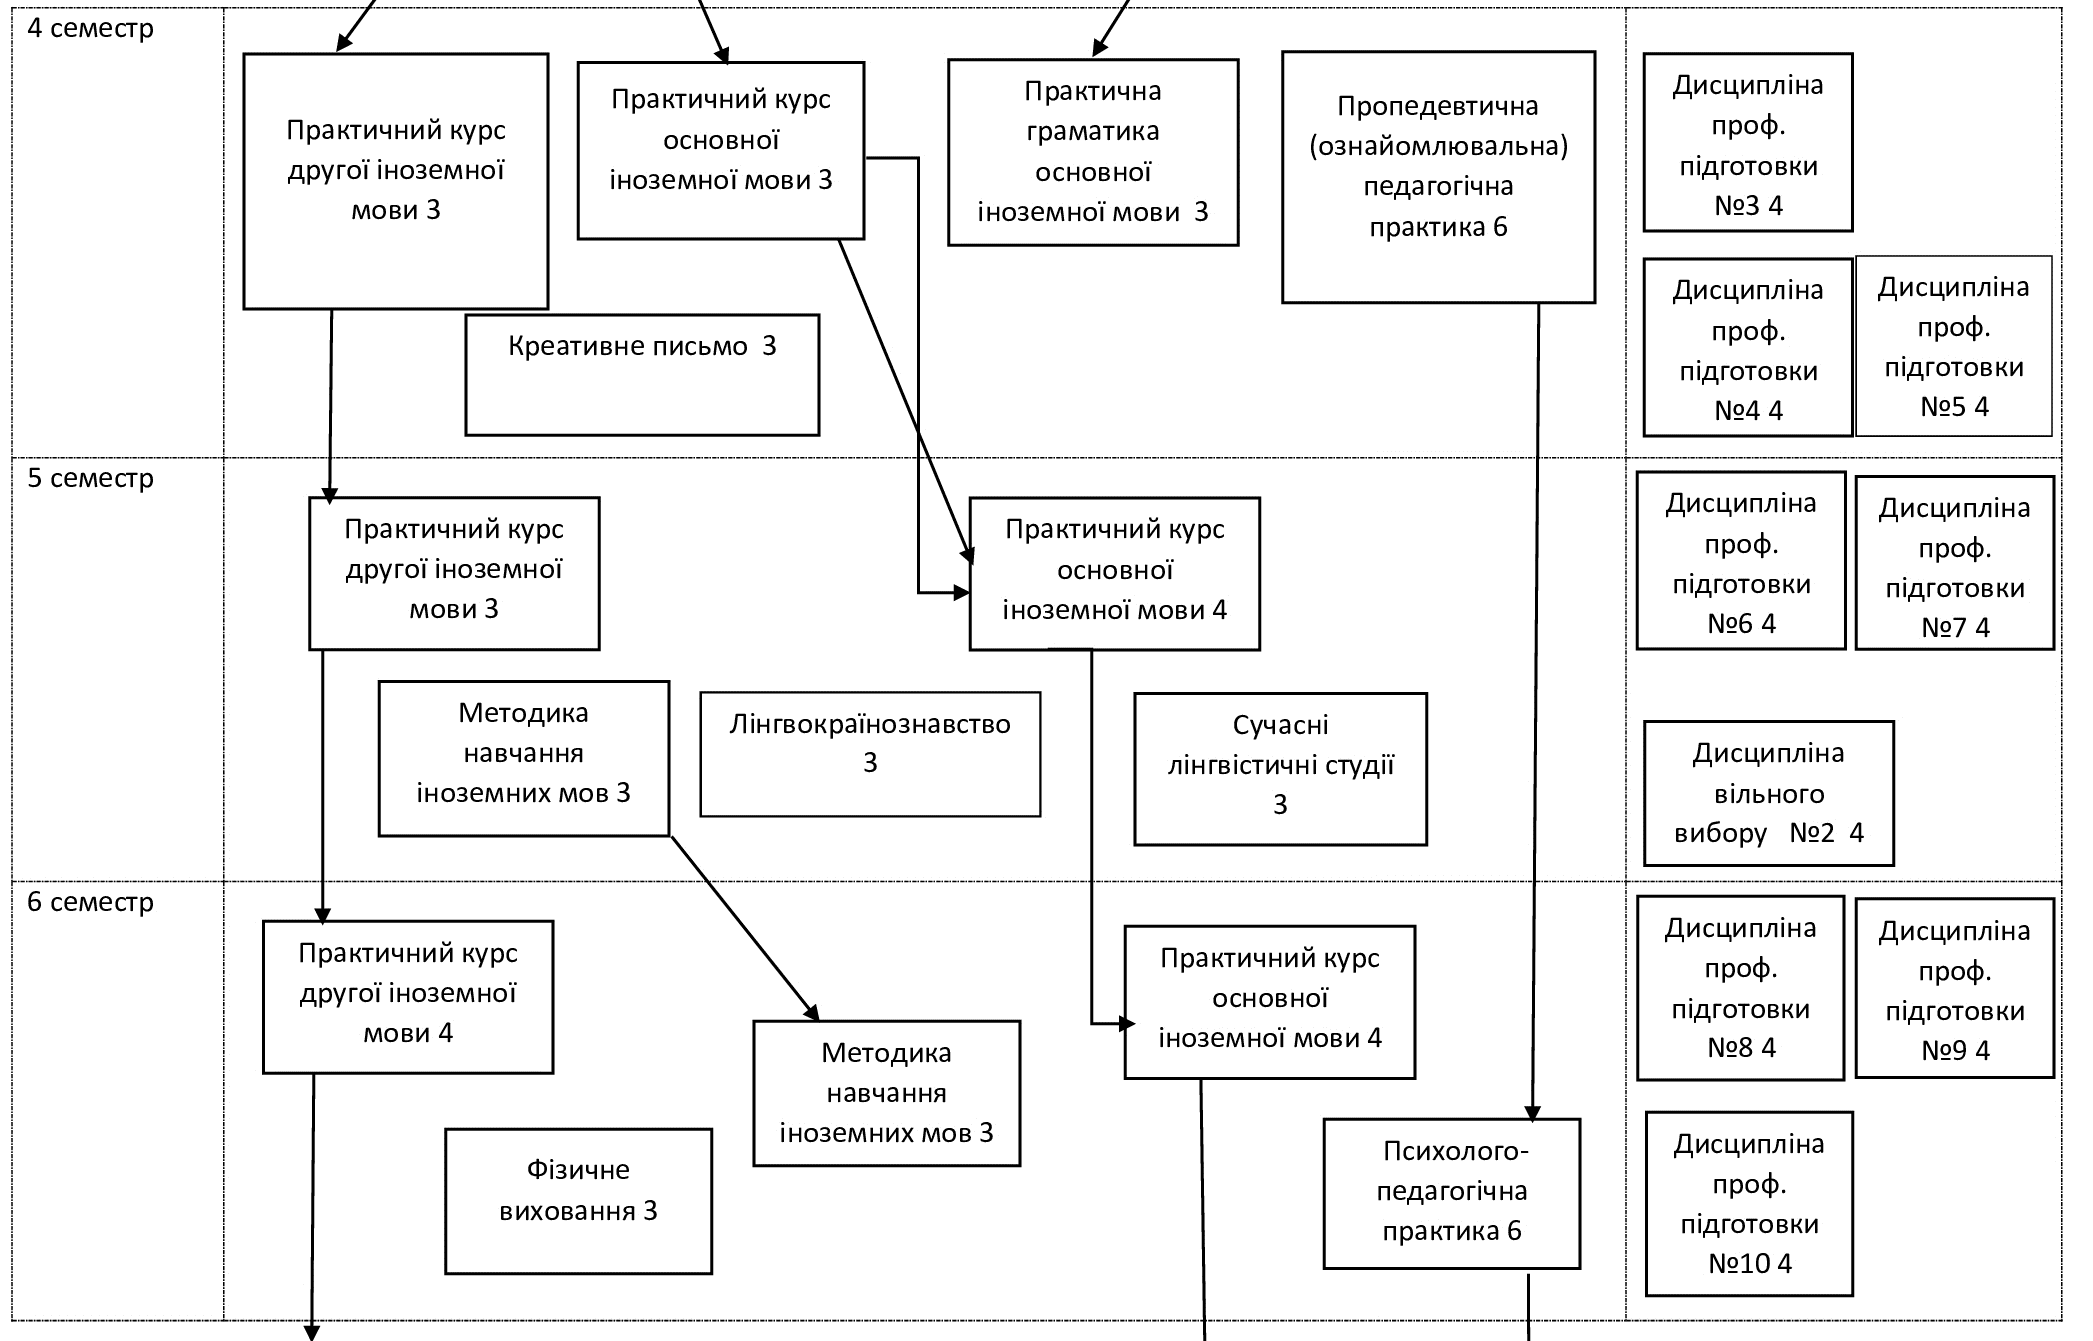 4 семестр
Практичний курс
другої іноземної
мови 3
Практичний курс
основної
іноземної мови 3
Практична
граматика
основної
іноземної мови 3
Пропедевтична
(ознайомлювальна)
педагогічна
практика 6
Дисципліна
проф.
підготовки
№3 4
Креативне письмо 3
Дисципліна
проф.
підготовки
№4 4
Дисципліна
проф.
підготовки
№5 4
5 семестр
Практичний курс
другої іноземної
мови 3
Практичний курс
основної
іноземної мови 4
Дисципліна
проф.
підготовки
№6 4
Дисципліна
проф.
підготовки
№7 4
Методика
навчання
іноземних мов 3
Лінгвокраїнознавство
3
Сучасні
лінгвістичні студії
3
Дисципліна
вільного
вибору №2 4
6 семестр
Практичний курс
другої іноземної
мови 4
Методика
навчання
іноземних мов 3
Практичний курс
основної
іноземної мови 4
Дисципліна
проф.
підготовки
№8 4
Дисципліна
проф.
підготовки
№9 4
Фізичне
виховання 3
Психолого-
педагогічна
практика 6
Дисципліна
проф.
підготовки
№10 4